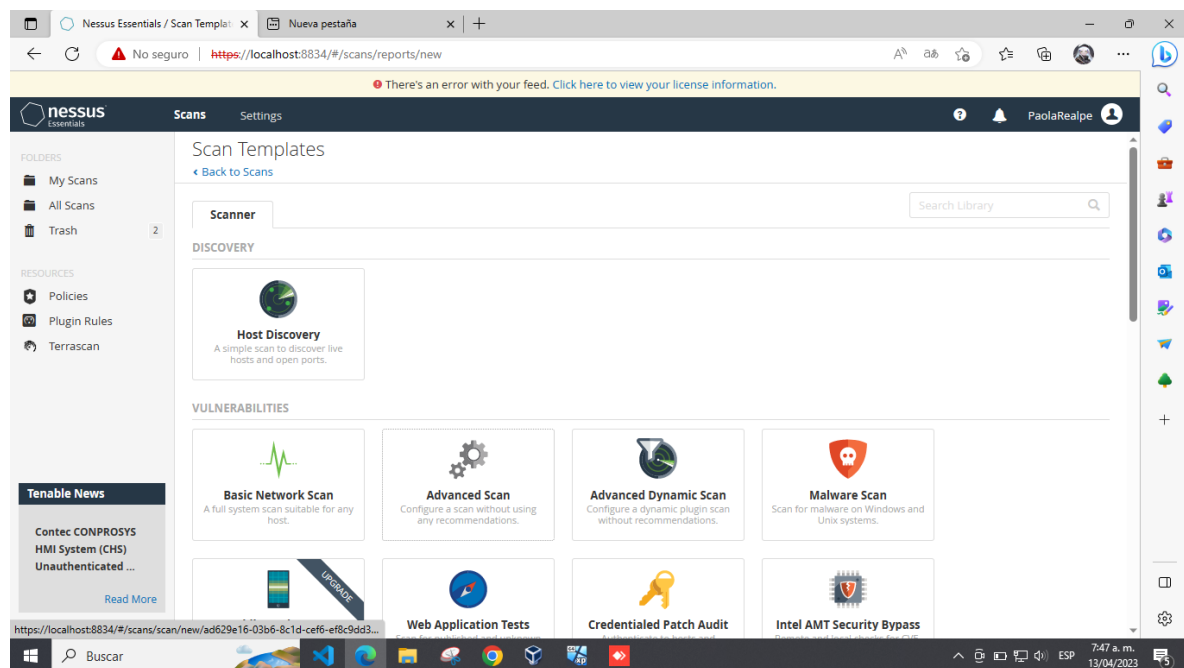 Nessus Essentials / Scan Templat
Nueva pestaña
No seguro
https://localhost:8834/#/scans/reports/new
There's an error with your feed. Click here to view your license information.
nessus
Essentials
Scans
Settings
PaolaRealpe
FOLDERS
My Scans
All Scans
Trash
2
RESOURCES
Policies
Plugin Rules
Terrascan
Tenable News
Contec CONPROSYS
HMI System (CHS)
Unauthenticated ...
Read More
Scan Templates
Back to Scans
Scanner
Search Library
DISCOVERY
Host Discovery
A simple scan to discover live
hosts and open ports.
VULNERABILITIES
Basic Network Scan
A full system scan suitable for any
host.
Advanced Scan
Configure a scan without using
any recommendations.
Advanced Dynamic Scan
Configure a dynamic plugin scan
without recommendations.
Malware Scan
Scan for malware on Windows and
Unix systems.
UPGRADE
Web Application Tests
Credentialed Patch Audit
Intel AMT Security Bypass
https://localhost:8834/#/scans/scan/new/ad629e16-03b6-8c1d-cef6-ef8c9dd3...
Buscar
ESP
7:47 a. m.
13/04/2023
5